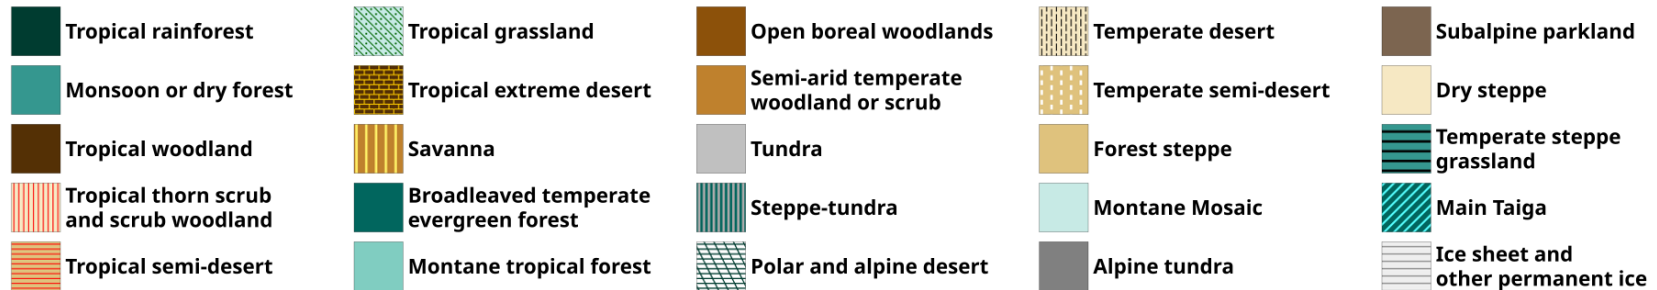 Tropical rainforest
Monsoon or dry forest
Tropical woodland
Tropical thorn scrub
and scrub woodland
Tropical semi-desert
Tropical grassland
Tropical extreme desert
Savanna
Broadleaved temperate
evergreen forest
Montane tropical forest
Open boreal woodlands
Semi-arid temperate
woodland or scrub
Tundra
Steppe-tundra
Polar and alpine desert
Temperate desert
Temperate semi-desert
Forest steppe
Montane Mosaic
Alpine tundra
Subalpine parkland
Dry steppe
Temperate steppe
grassland
Main Taiga
Ice sheet and
other permanent ice